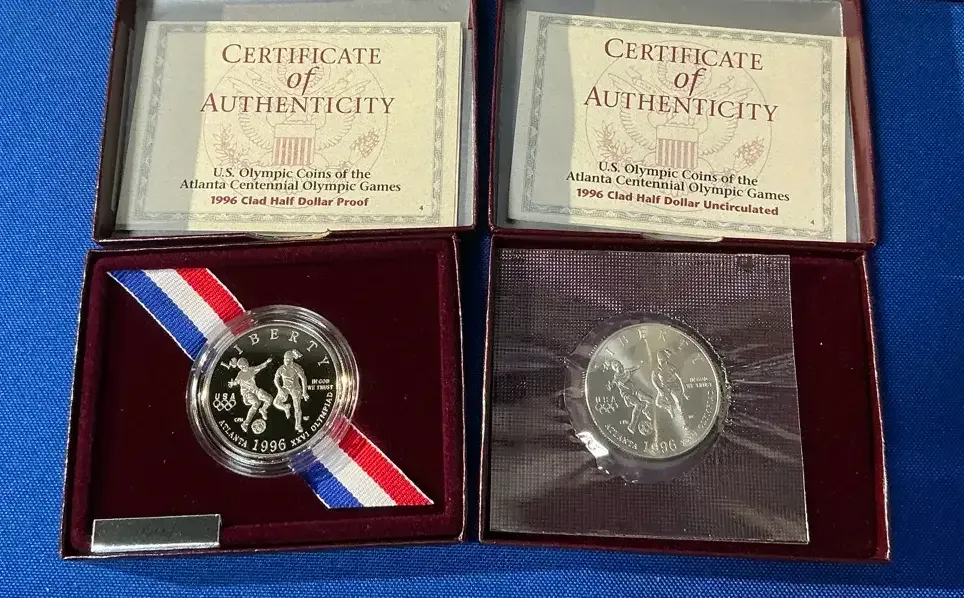 CERTIFICATE
of
AUTHENTICITY
U.S. Olympic Coins of the
Atlanta Centennial Olympic Games
1996 Clad Half Dollar Proof
4
CERTIFICATE
of
AUTHENTICITY
U.S. Olympic Coins of the
Atlanta Centennial Olympic Games
1996 Clad Half Dollar Uncirculated
4
LIBERTY
IN GOD
WE TRUST
USA
ATLANTA 1996 XXVI OLYMPIAD
LIBERTY
IN GOD
WE TRUST
USA
ATLANTA 1996 XXVI OLYMPIAD